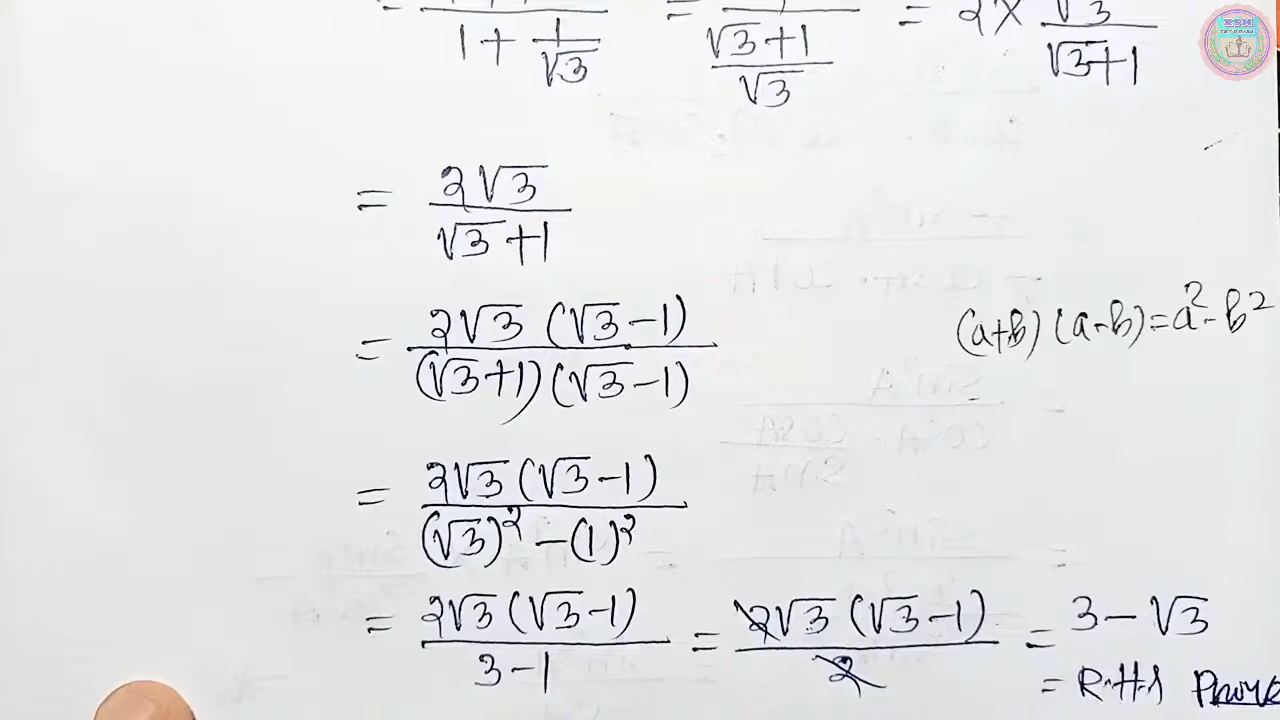 = 1 + 1/√3 = √3+1/√3 = 2 × √3/√3+1
= 2√3/√3+1
= 2√3 (√3-1)/(√3+1)(√3-1)
(a+b) (a-b)=a²-b²
= 2√3 (√3-1)/(√3)² - (1)²
= 2√3 (√3-1)/3-1 = 2√3 (√3-1)/2 = 3-√3
= R.H.S